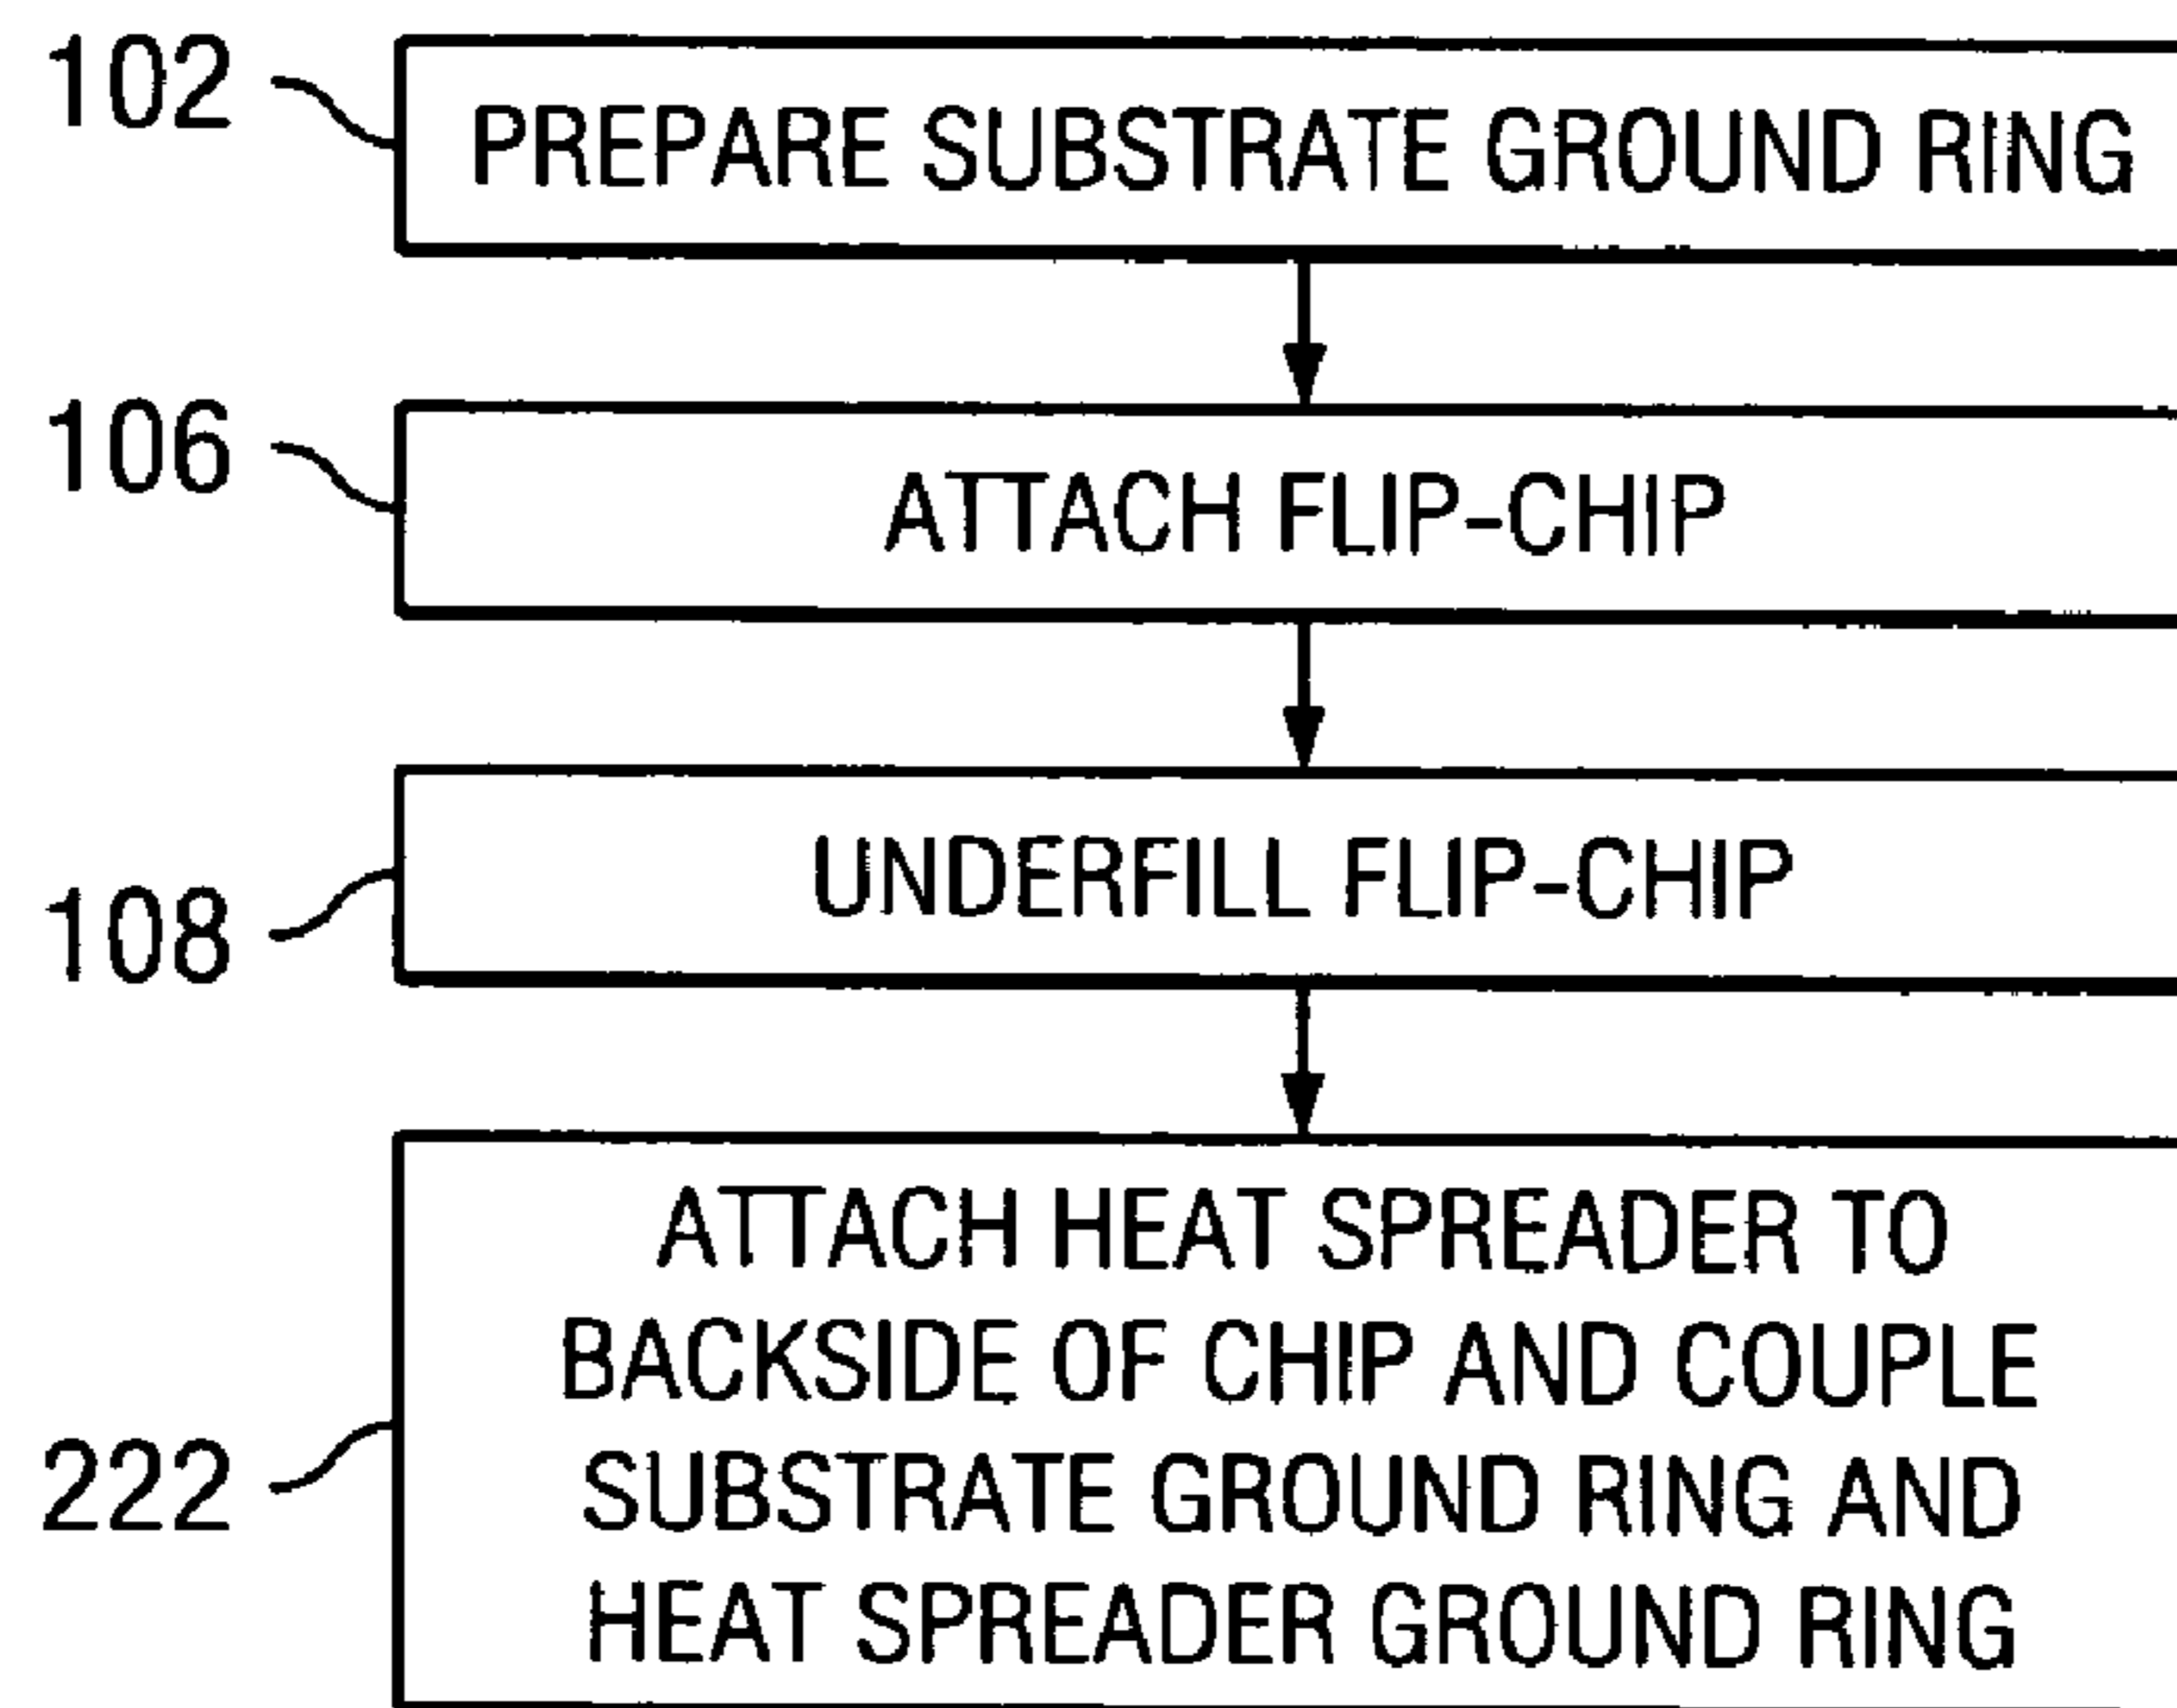 102
PREPARE SUBSTRATE GROUND RING
106
ATTACH FLIP-CHIP
108
UNDERFILL FLIP-CHIP
222
ATTACH HEAT SPREADER TO
BACKSIDE OF CHIP AND COUPLE
SUBSTRATE GROUND RING AND
HEAT SPREADER GROUND RING